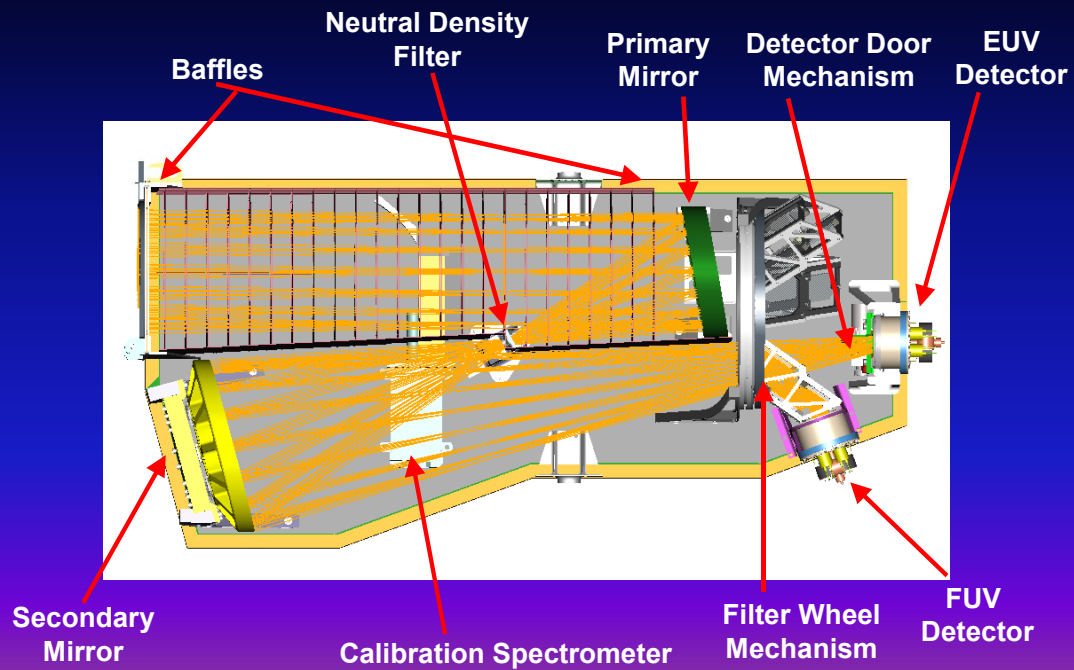 Neutral Density
Filter
Baffles
Primary
Mirror
Detector Door
Mechanism
EUV
Detector
Secondary
Mirror
Calibration Spectrometer
Filter Wheel
Mechanism
FUV
Detector